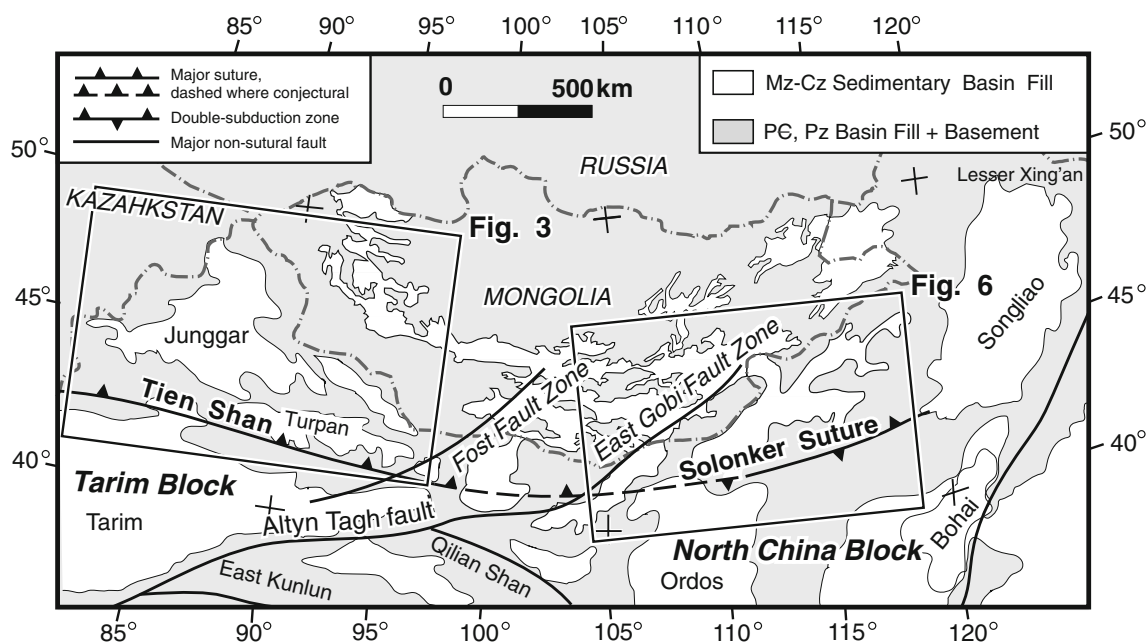 85° 90° 95° 100° 105° 110° 115° 120°
Major suture,
dashed where conjectural
Double-subduction zone
Major non-sutural fault
0 500km
Mz-Cz Sedimentary Basin Fill
PЄ, Pz Basin Fill + Basement
50°
50°
RUSSIA
Lesser Xing'an
KAZAHKSTAN
Fig. 3
45°
MONGOLIA
Fig. 6
45°
Junggar
Songliao
Tien Shan
Turpan
Fost Fault Zone
East Gobi Fault Zone
Solonker Suture
40°
40°
Tarim Block
Tarim
Altyn Tagh fault
Qilian Shan
East Kunlun
North China Block
Ordos
Bohai
85° 90° 95° 100° 105° 110° 115° 120°